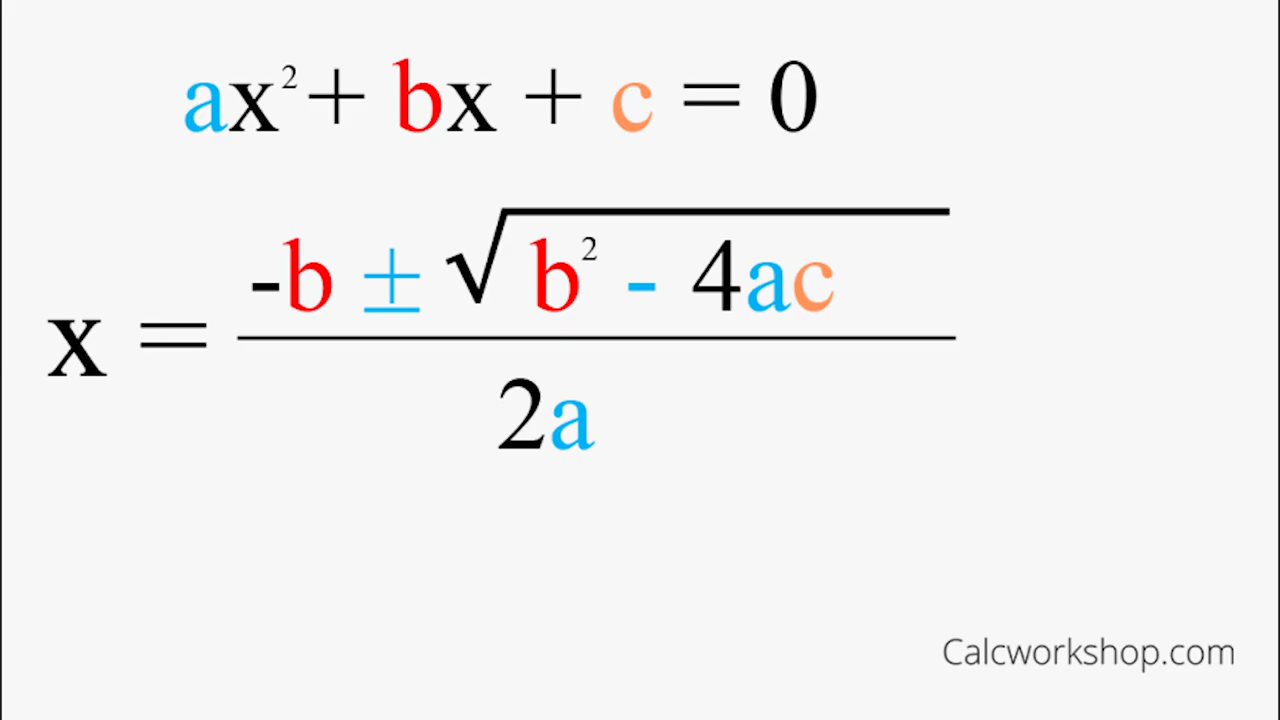 ax² + bx + c = 0
x = -b ± √b² - 4ac
2a
Calcworkshop.com